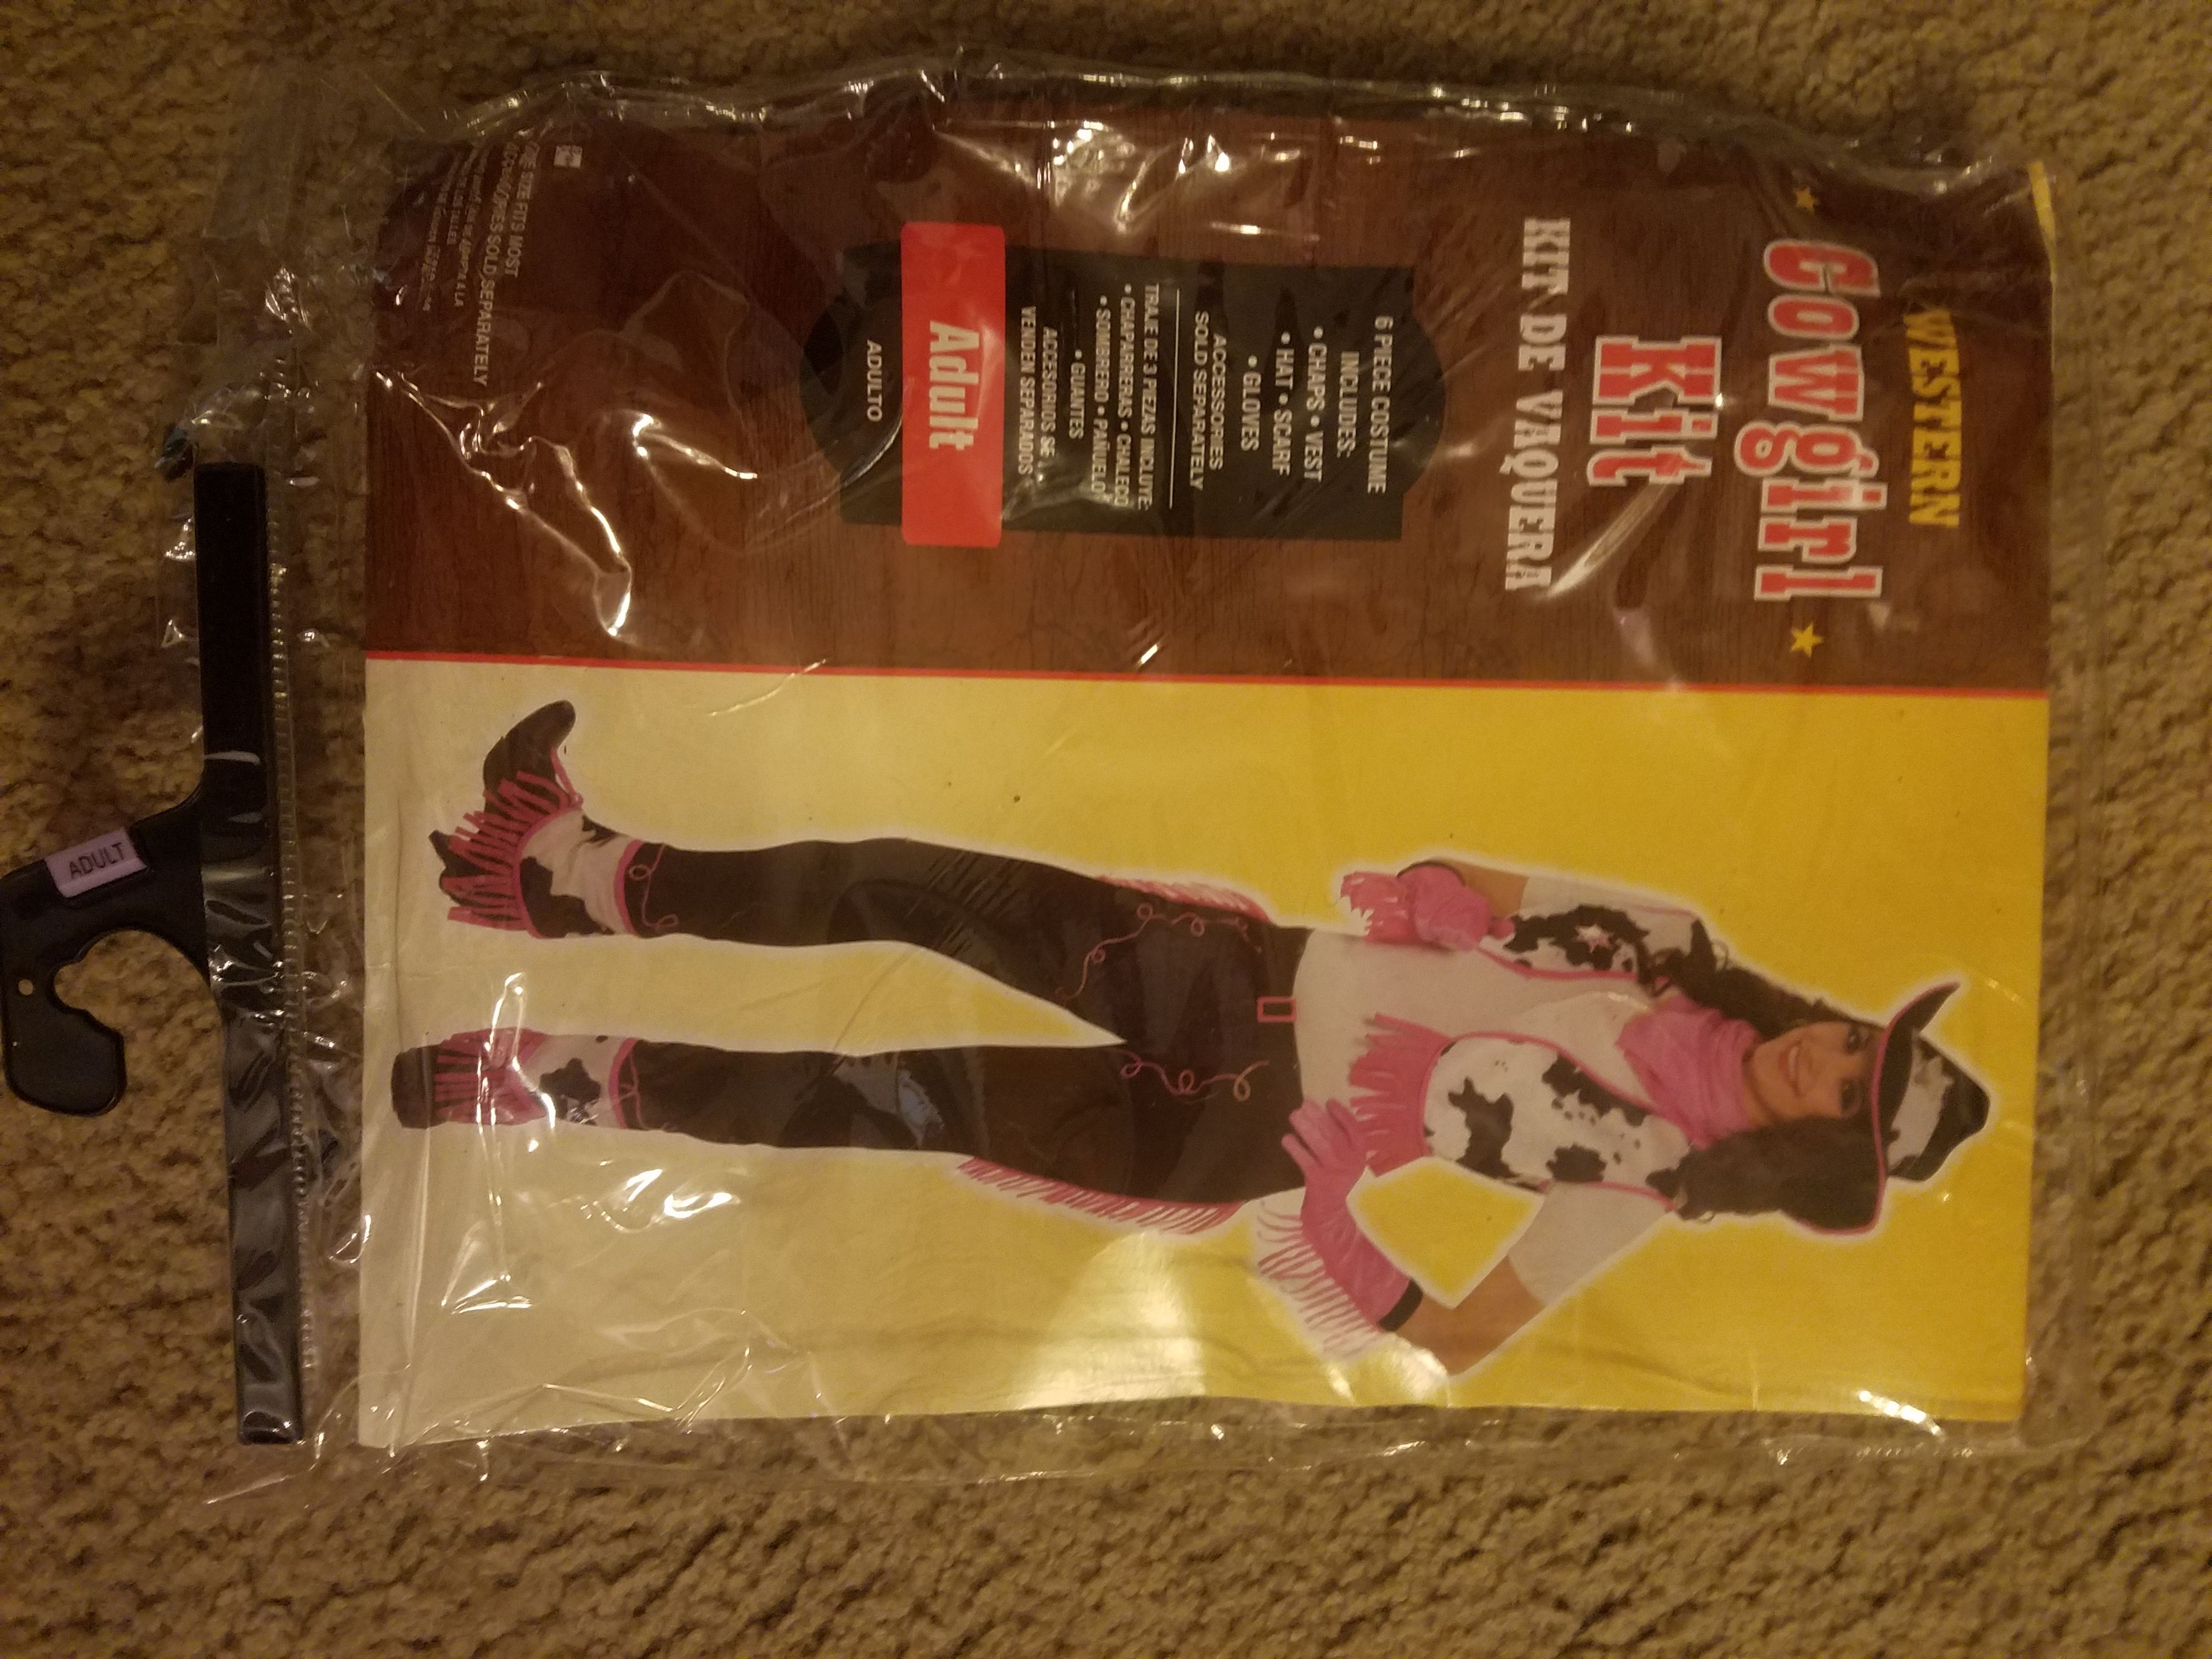 WESTERN
Cowgirl
Kit
KIT DE VAQUERA
6 PIECE COSTUME
INCLUDES:
• CHAPS • VEST
• HAT • SCARF
• GLOVES
ACCESSORIES
SOLD SEPARATELY
TRAJE DE 3 PIEZAS INCLUYE:
• CHAPARRERAS • CHALECO
• SOMBRERO • PAÑUELO
• GUANTES
ACCESORIOS SE
VENDEN SEPARADOS
Adult
ADULTO
ONE SIZE FITS MOST
SOLD SEPARATELY
ADULT